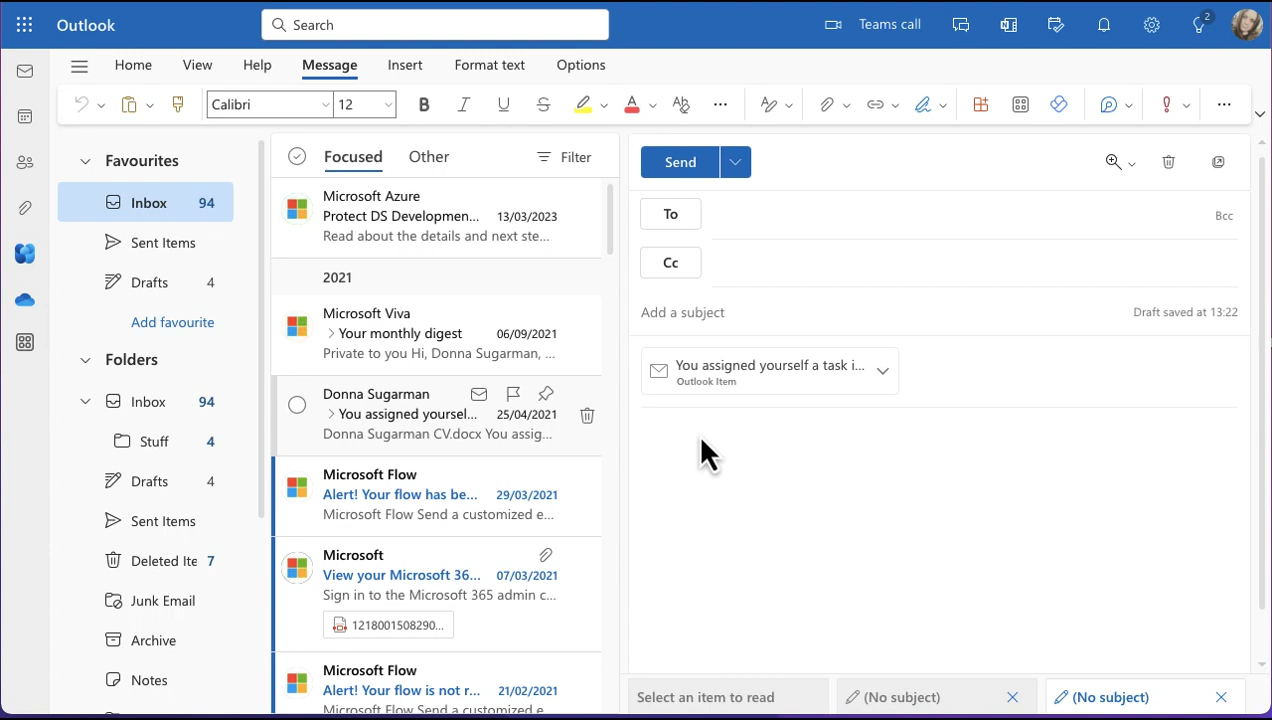 Outlook
Search
Teams call
2
Home View Help Message Insert Format text Options
Calibri 12
Favourites
Inbox 94
Sent Items
Drafts 4
Add favourite
Folders
Inbox 94
Stuff 4
Drafts 4
Sent Items
Deleted Ite 7
Junk Email
Archive
Notes
Focused Other Filter
Microsoft Azure
Protect DS Developmen... 13/03/2023
Read about the details and next ste...
2021
Microsoft Viva
Your monthly digest 06/09/2021
Private to you Hi, Donna Sugarman, ...
Donna Sugarman
You assigned yoursel... 25/04/2021
Donna Sugarman CV.docx You assig...
Microsoft Flow
Alert! Your flow has be... 29/03/2021
Microsoft Flow Send a customized e...
Microsoft
View your Microsoft 36... 07/03/2021
Sign in to the Microsoft 365 admin c...
1218001508290...
Microsoft Flow
Alert! Your flow is not r... 21/02/2021
Microsoft Flow Send a customized e...
Send
To Bcc
Cc
Add a subject Draft saved at 13:22
You assigned yourself a task i...
Outlook Item
Select an item to read (No subject) (No subject)